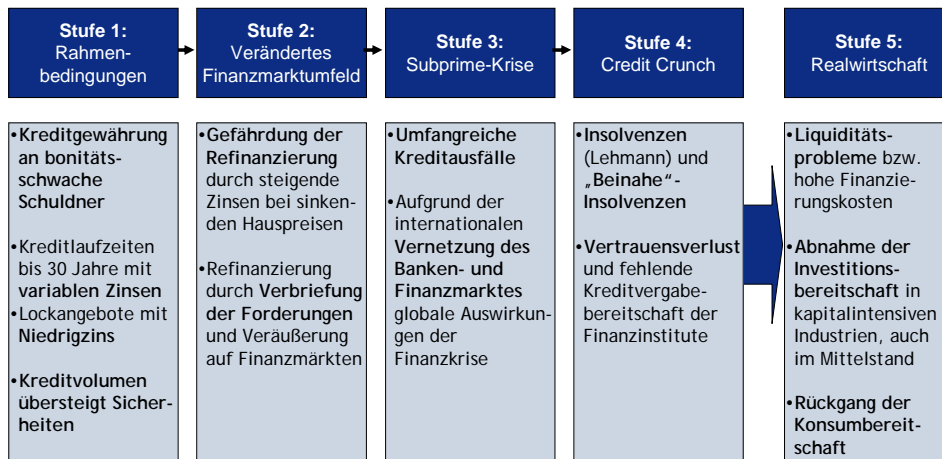 Stufe 1:
Rahmen-
bedingungen
Stufe 2:
Verändertes
Finanzmarktumfeld
Stufe 3:
Subprime-Krise
Stufe 4:
Credit Crunch
Stufe 5:
Realwirtschaft
•Kreditgewährung
an bonitäts-
schwache
Schuldner
•Kreditlaufzeiten
bis 30 Jahre mit
variablen Zinsen
•Lockangebote mit
Niedrigzins
•Kreditvolumen
übersteigt Sicher-
heiten
•Gefährdung der
Refinanzierung
durch steigende
Zinsen bei sinken-
den Hauspreisen
•Refinanzierung
durch Verbriefung
der Forderungen
und Veräußerung
auf Finanzmärkten
•Umfangreiche
Kreditausfälle
•Aufgrund der
internationalen
Vernetzung des
Banken- und
Finanzmarktes
globale Auswirkun-
gen der
Finanzkrise
•Insolvenzen
(Lehmann) und
„Beinahe“-
Insolvenzen
•Vertrauensverlust
und fehlende
Kreditvergabe-
bereitschaft der
Finanzinstitute
•Liquiditäts-
probleme bzw.
hohe Finanzie-
rungskosten
•Abnahme der
Investitions-
bereitschaft in
kapitalintensiven
Industrien, auch
im Mittelstand
•Rückgang der
Konsumbereit-
schaft